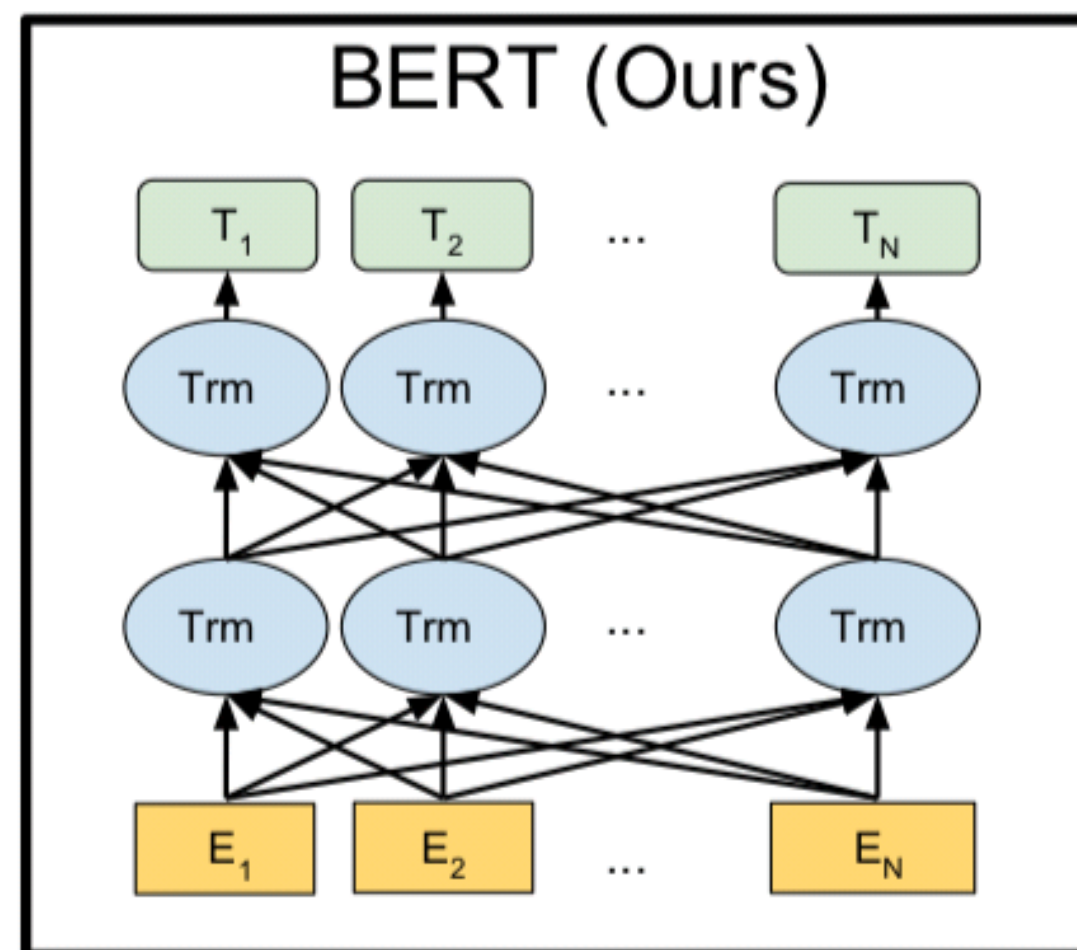 BERT (Ours)
T1 T2 ... TN
Trm Trm ... Trm
Trm Trm ... Trm
E1 E2 ... EN